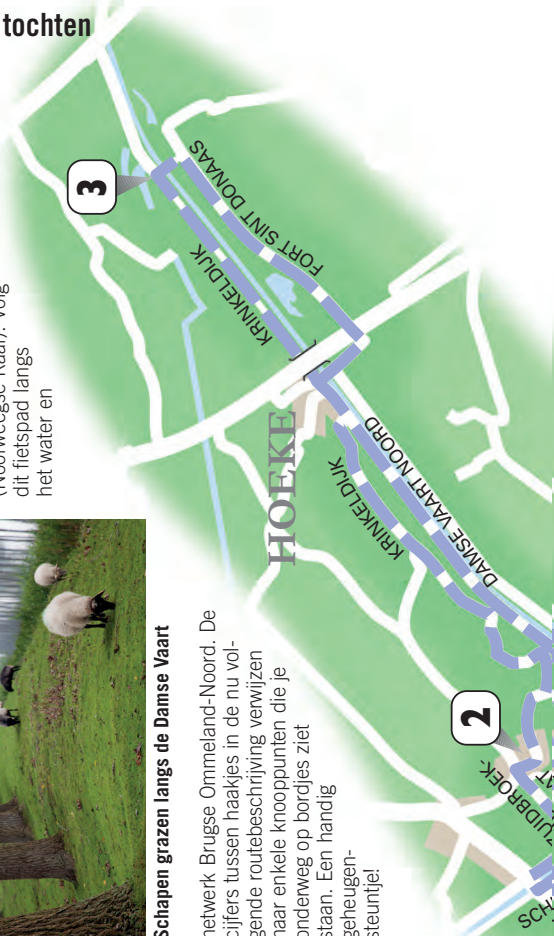 tochten
(Noorweegse Kaai). Volg
dit fietspad langs
het water en
Schapen grazen langs de Damse Vaart
netwerk Brugse Ommeland-Noord. De
cijfers tussen haakjes in de nu vol-
gende routebeschrijving verwijzen
naar enkele knooppunten die je
onderweg op bordjes ziet
staan. Een handig
geheugen-
steuntje!
3
FORT SINT DONAAS
KRINKELDIJK
HOEKE
KRINKELDIJK
DAMSE VAART NOORD
2
ZUIDBROEK-